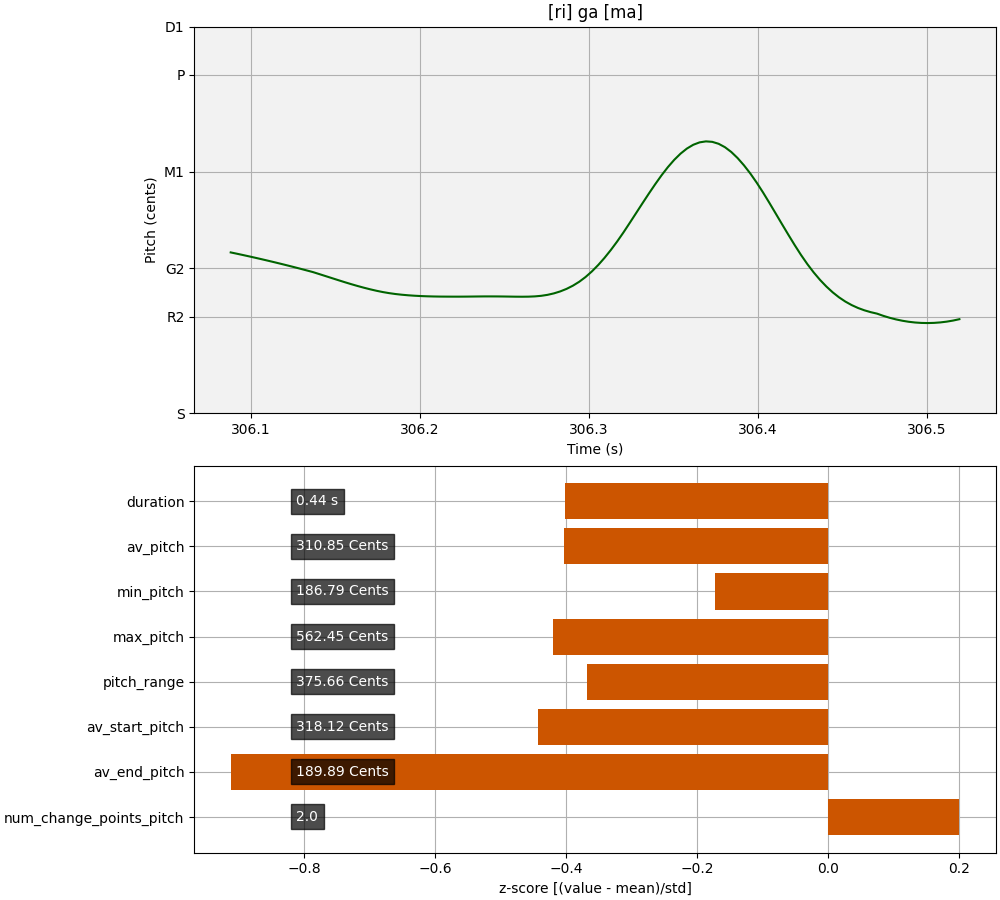 [ri] ga [ma]
D1
P
M1
G2
R2
S
Pitch (cents)
306.1 306.2 306.3 306.4 306.5
Time (s)
duration 0.44 s
av_pitch 310.85 Cents
min_pitch 186.79 Cents
max_pitch 562.45 Cents
pitch_range 375.66 Cents
av_start_pitch 318.12 Cents
av_end_pitch 189.89 Cents
num_change_points_pitch 2.0
−0.8 −0.6 −0.4 −0.2 0.0 0.2
z-score [(value - mean)/std]